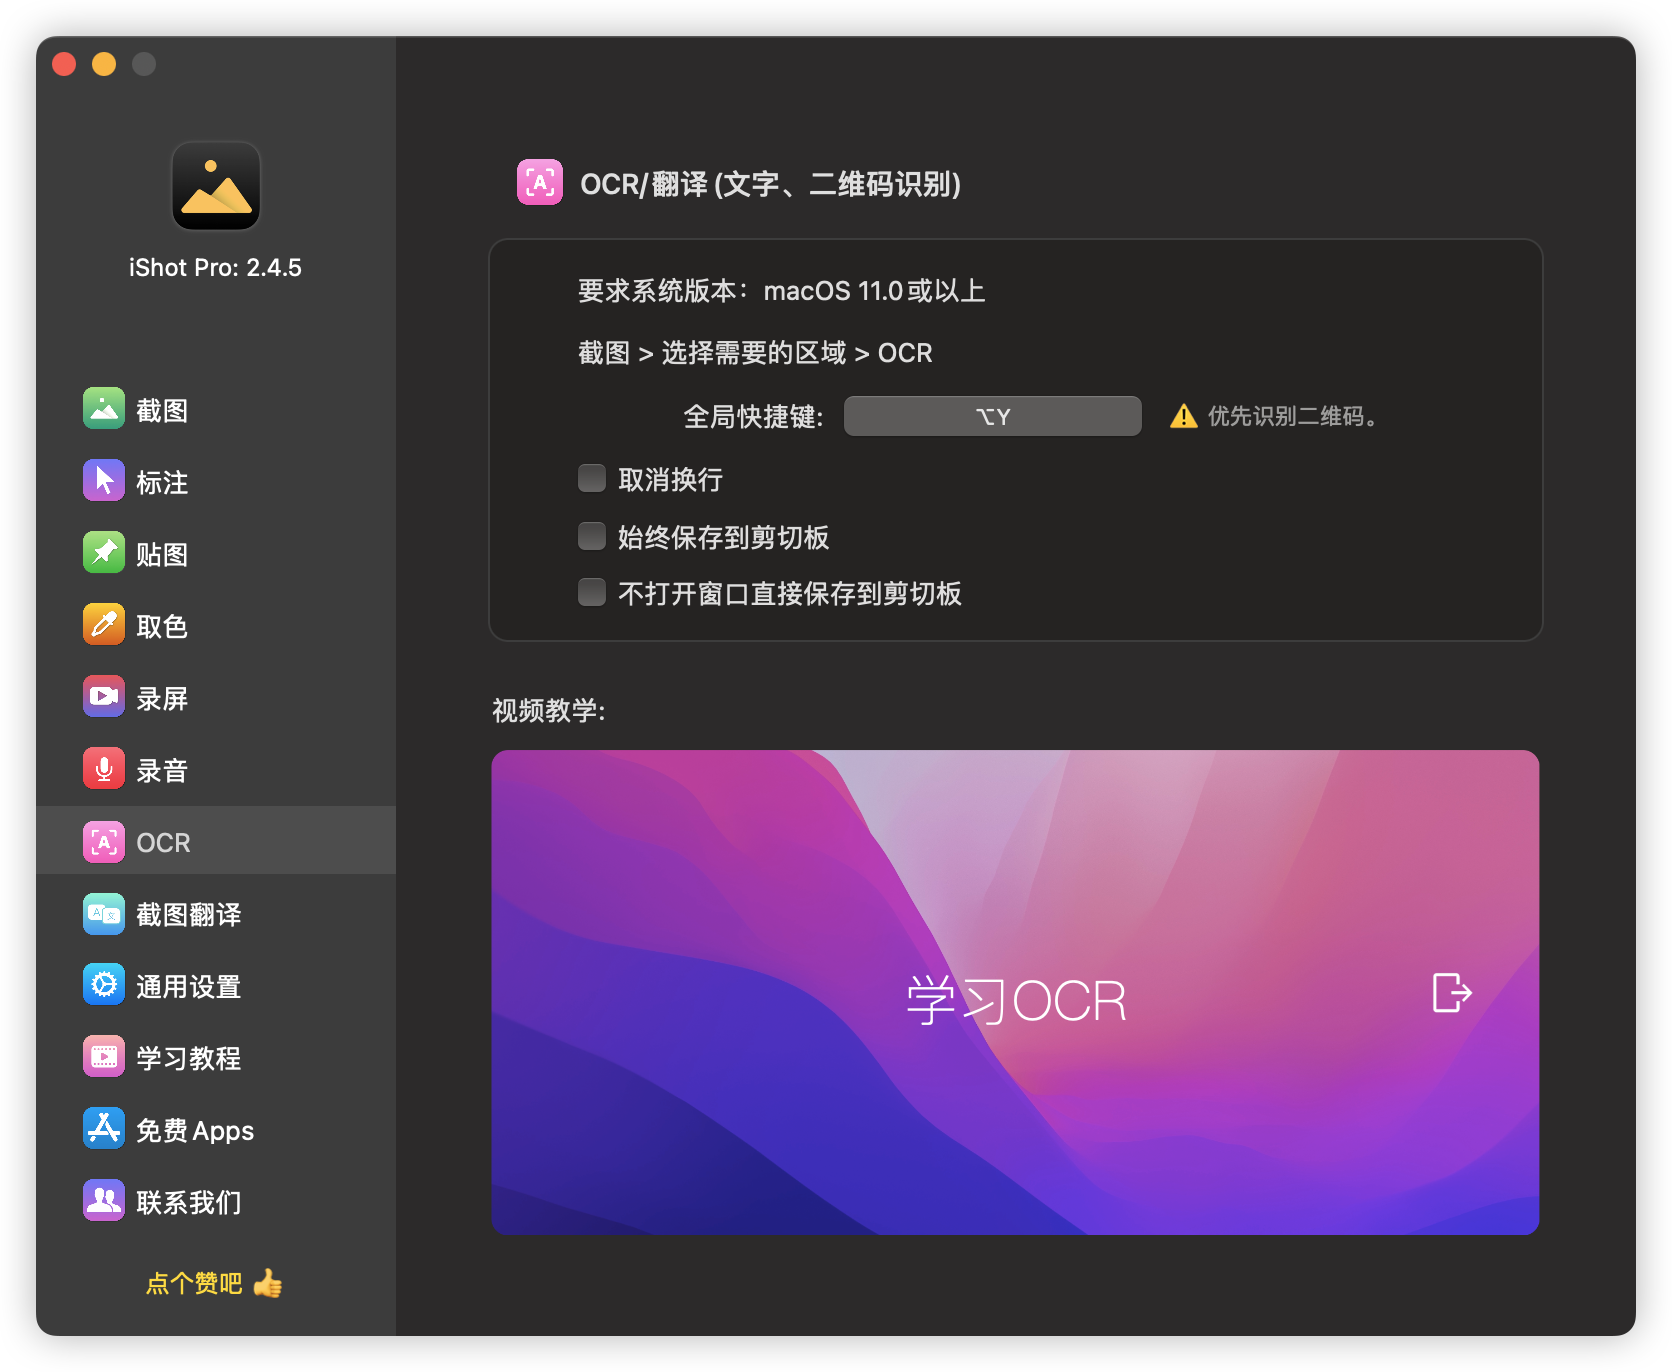 iShot Pro: 2.4.5
截图
标注
贴图
取色
录屏
录音
OCR
截图翻译
通用设置
学习教程
免费Apps
联系我们
点个赞吧 👍
OCR/翻译 (文字、二维码识别)
要求系统版本：macOS 11.0或以上
截图 > 选择需要的区域 > OCR
全局快捷键: ⌥Y ⚠️ 优先识别二维码。
取消换行
始终保存到剪切板
不打开窗口直接保存到剪切板
视频教学:
学习OCR